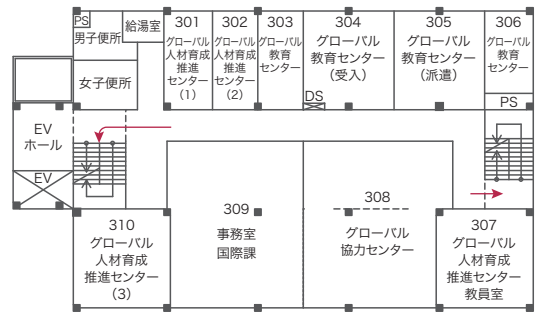 PS
男子便所
給湯室
301
グローバル
人材育成
推進
センター
(1)
302
グローバル
人材育成
推進
センター
(2)
303
グローバル
教育
センター
304
グローバル
教育センター
(受入)
305
グローバル
教育センター
(派遣)
306
グローバル
教育
センター
女子便所
DS
PS
EV
ホール
EV
310
グローバル
人材育成
推進センター
(3)
309
事務室
国際課
308
グローバル
協力センター
307
グローバル
人材育成
推進センター
教員室